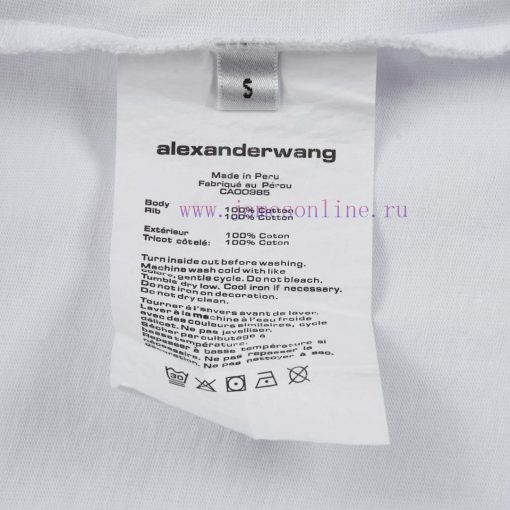 S
alexanderwang
Made in Peru
Fabriqué au Pérou
CA00985
Body 100% Cotton
Rib 100% Cotton
Extérieur 100% Coton
Tricot côtelé: 100% Coton
Turn inside out before washing.
Machine wash cold with like
colors, gentle cycle. Do not bleach.
Tumble dry low. Cool iron if necessary.
Do not iron on decoration.
Do not dry clean.
Tourner à l'envers avant de laver.
Laver à la machine à l'eau froide
avec des couleurs similaires, cycle
délicat. Ne pas javelliser.
Sécher par culbutage à
basse température.
Repasser à basse température si
nécessaire. Ne pas repasser la
décoration. Ne pas nettoyer à sec.
30